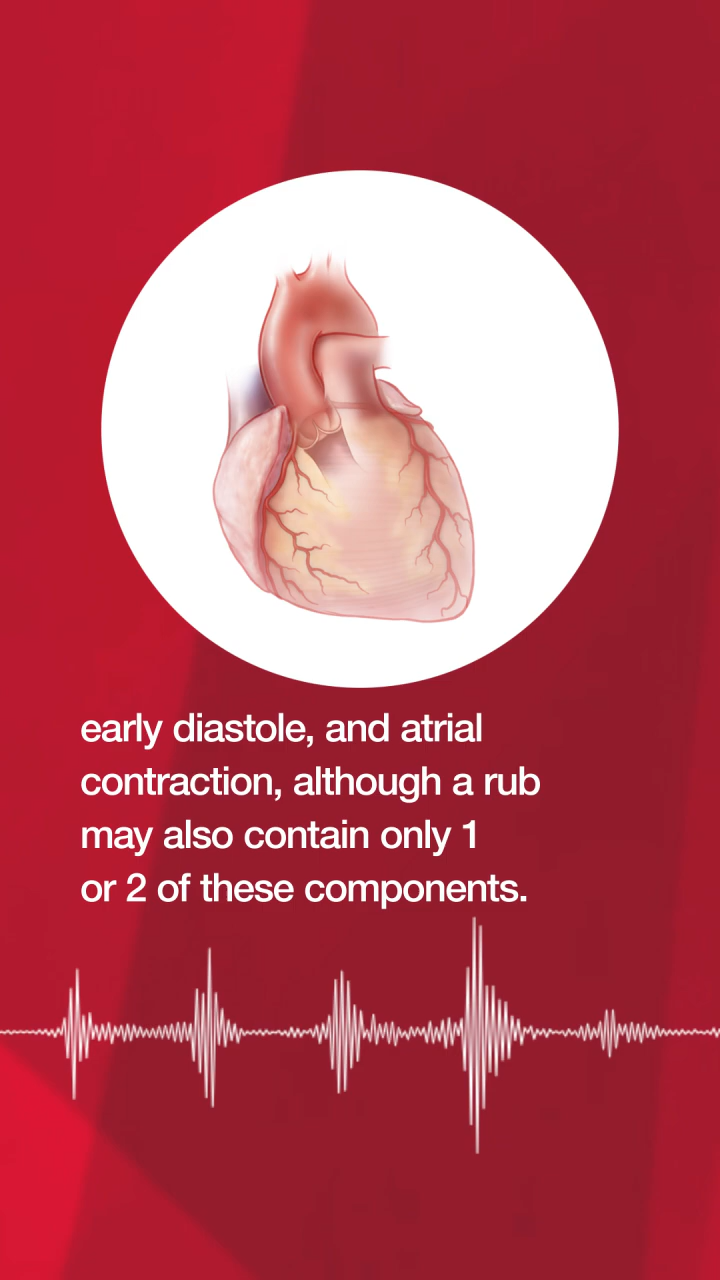 early diastole, and atrial
contraction, although a rub
may also contain only 1
or 2 of these components.